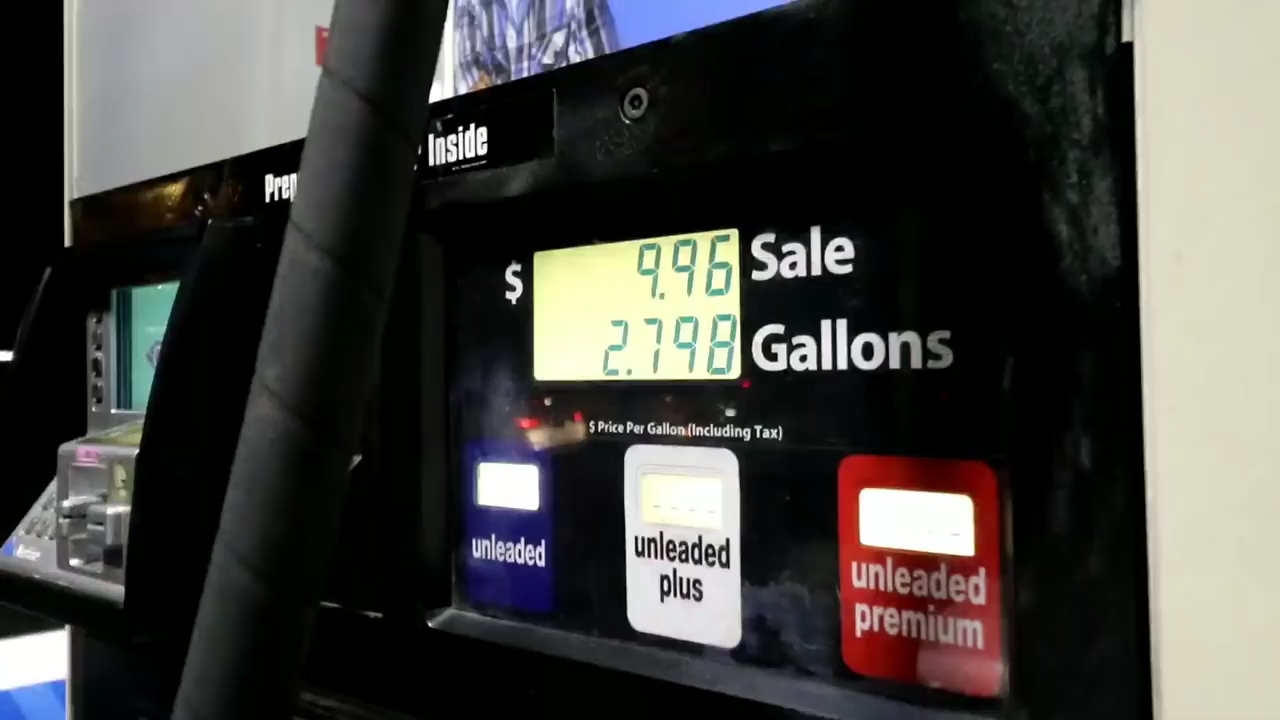 Inside
$ 9.96 Sale
2.798 Gallons
$ Price Per Gallon (Including Tax)
unleaded
unleaded
plus
unleaded
premium